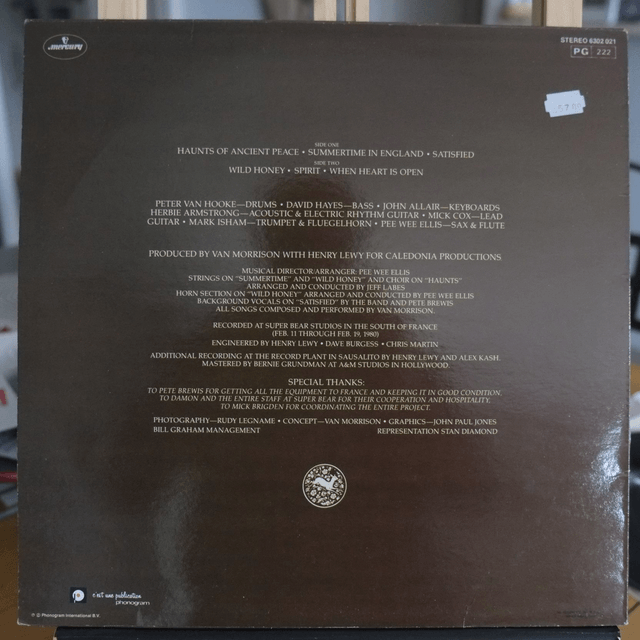 mercury
STEREO 6302 021
PG 222
SIDE ONE
HAUNTS OF ANCIENT PEACE • SUMMERTIME IN ENGLAND • SATISFIED
SIDE TWO
WILD HONEY • SPIRIT • WHEN HEART IS OPEN
PETER VAN HOOKE—DRUMS • DAVID HAYES—BASS • JOHN ALLAIR—KEYBOARDS
HERBIE ARMSTRONG—ACOUSTIC & ELECTRIC RHYTHM GUITAR • MICK COX—LEAD
GUITAR • MARK ISHAM—TRUMPET & FLUEGELHORN • PEE WEE ELLIS—SAX & FLUTE
PRODUCED BY VAN MORRISON WITH HENRY LEWY FOR CALEDONIA PRODUCTIONS
MUSICAL DIRECTOR/ARRANGER: PEE WEE ELLIS
STRINGS ON "SUMMERTIME" AND "WILD HONEY" AND CHOIR ON "HAUNTS"
ARRANGED AND CONDUCTED BY JEFF LABES
HORN SECTION ON "WILD HONEY" ARRANGED AND CONDUCTED BY PEE WEE ELLIS
BACKGROUND VOCALS ON "SATISFIED" BY THE BAND AND PETE BREWIS
ALL SONGS COMPOSED AND PERFORMED BY VAN MORRISON.
RECORDED AT SUPER BEAR STUDIOS IN THE SOUTH OF FRANCE
(FEB. 11 THROUGH FEB. 19, 1980)
ENGINEERED BY HENRY LEWY • DAVE BURGESS • CHRIS MARTIN
ADDITIONAL RECORDING AT THE RECORD PLANT IN SAUSALITO BY HENRY LEWY AND ALEX KASH.
MASTERED BY BERNIE GRUNDMAN AT A&M STUDIOS IN HOLLYWOOD.
SPECIAL THANKS:
TO PETE BREWIS FOR GETTING ALL THE EQUIPMENT TO FRANCE AND KEEPING IT IN GOOD CONDITION,
TO DAMON AND THE ENTIRE STAFF AT SUPER BEAR FOR THEIR COOPERATION AND HOSPITALITY,
TO MICK BRIGDEN FOR COORDINATING THE ENTIRE PROJECT.
PHOTOGRAPHY—RUDY LEGNAME • CONCEPT—VAN MORRISON • GRAPHICS—JOHN PAUL JONES
BILL GRAHAM MANAGEMENT REPRESENTATION STAN DIAMOND
c'est une publication
phonogram
℗ © Phonogram International B.V.